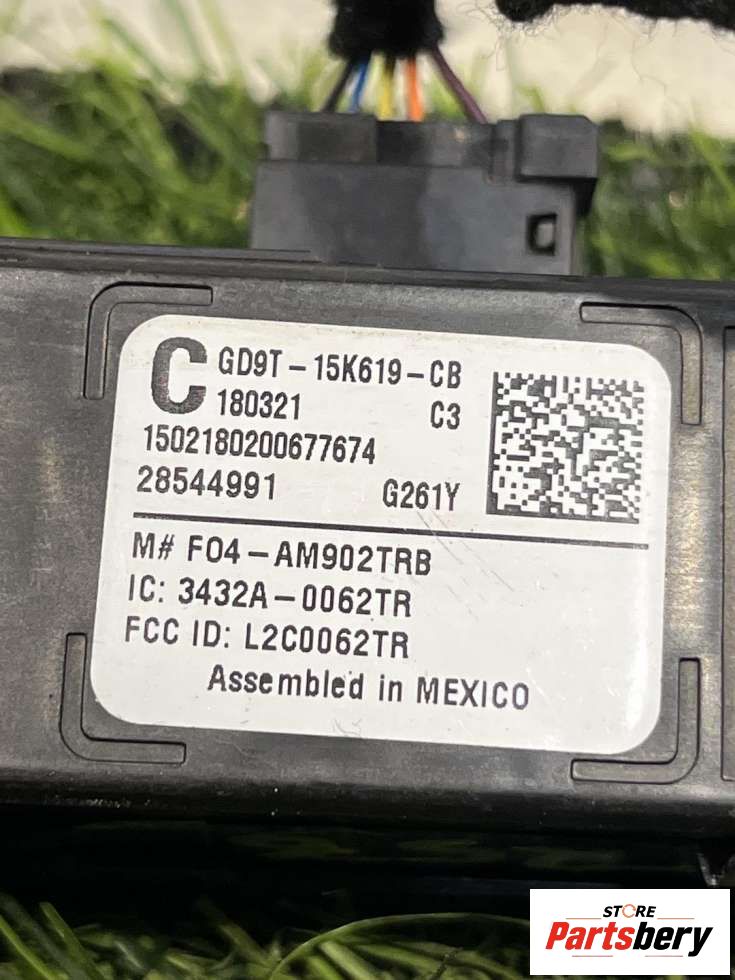 C GD9T-15K619-CB
180321 C3
1502180200677674
28544991 G261Y
M# F04-AM902TRB
IC: 3432A-0062TR
FCC ID: L2C0062TR
Assembled in MEXICO
STORE
Partsbery